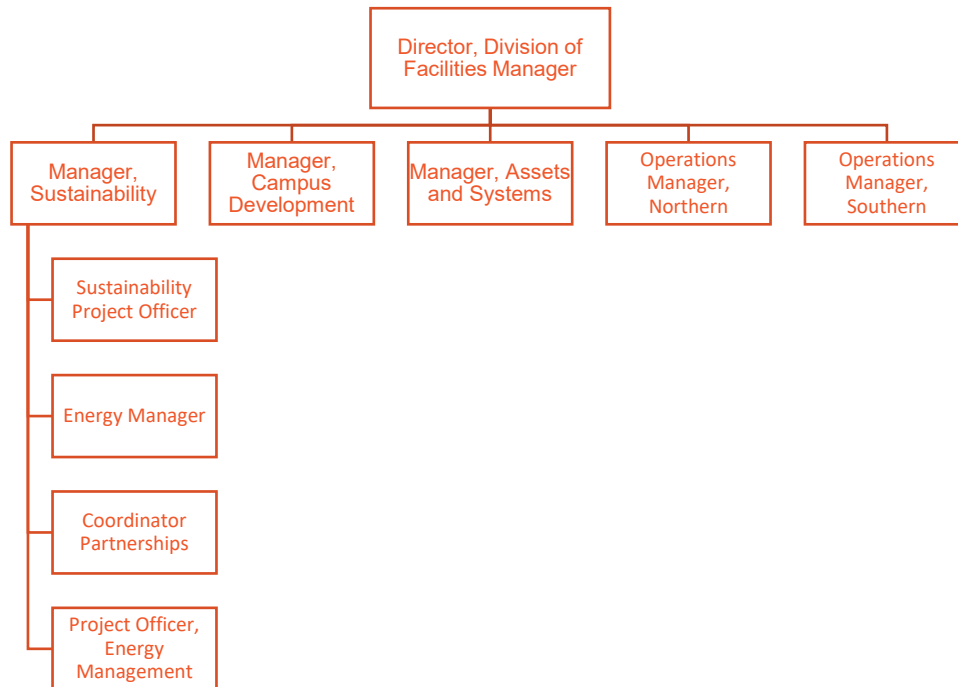 Director, Division of
Facilities Manager
Manager,
Sustainability
Manager,
Campus
Development
Manager, Assets
and Systems
Operations
Manager,
Northern
Operations
Manager,
Southern
Sustainability
Project Officer
Energy Manager
Coordinator
Partnerships
Project Officer,
Energy
Management